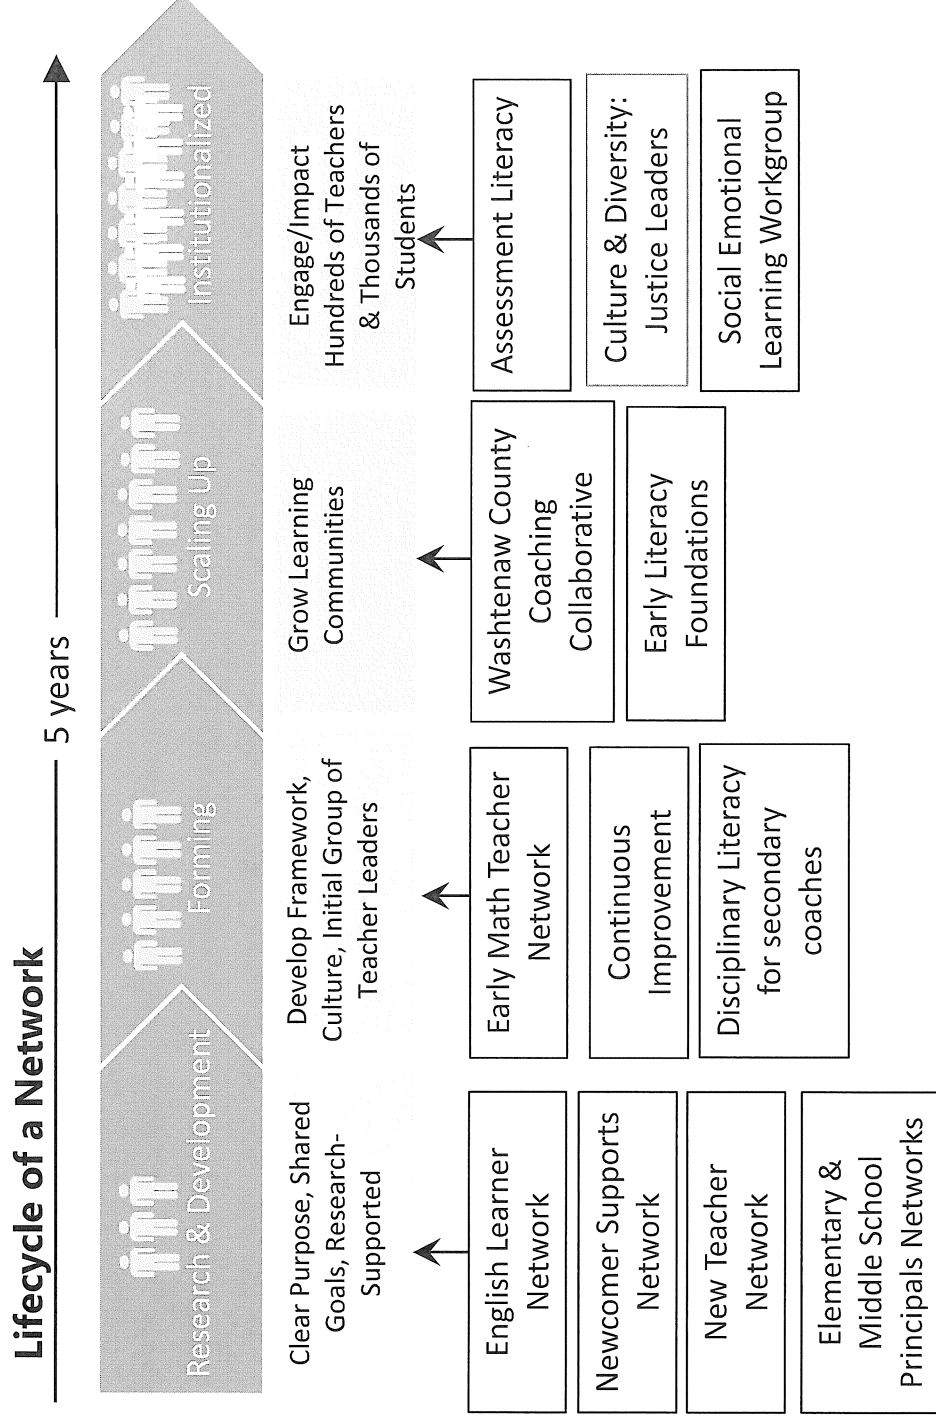 Lifecycle of a Network
5 years
Research & Development
Forming
Scaling Up
Institutionalized
Clear Purpose, Shared
Goals, Research-
Supported
Develop Framework,
Culture, Initial Group of
Teacher Leaders
Grow Learning
Communities
Engage/Impact
Hundreds of Teachers
& Thousands of
Students
English Learner
Network
Newcomer Supports
Network
New Teacher
Network
Elementary &
Middle School
Principals Networks
Early Math Teacher
Network
Continuous
Improvement
Disciplinary Literacy
for secondary
coaches
Washtenaw County
Coaching
Collaborative
Early Literacy
Foundations
Assessment Literacy
Culture & Diversity:
Justice Leaders
Social Emotional
Learning Workgroup